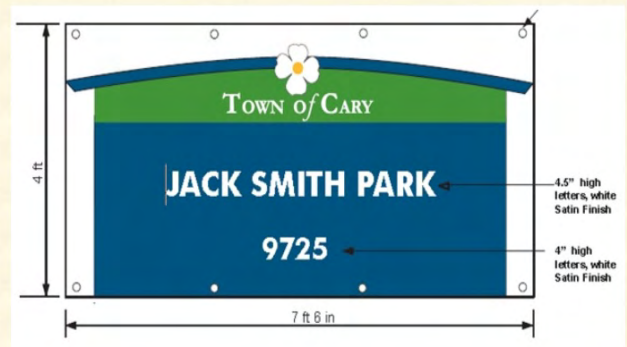 TOWN of CARY
4 ft
JACK SMITH PARK
4.5" high
letters, white
Satin Finish
9725
4" high
letters, white
Satin Finish
7 ft 6 in